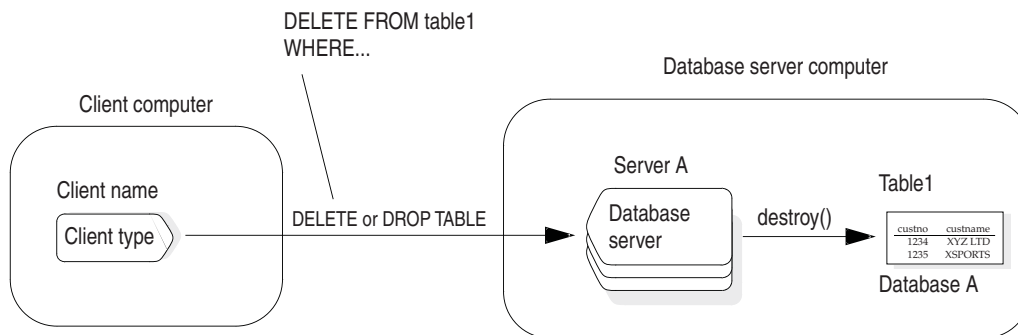 DELETE FROM table1
WHERE...
Database server computer
Client computer
Client name
Client type
DELETE or DROP TABLE
Server A
Database
server
destroy()
Table1
custno custname
1234 XYZ LTD
1235 XSPORTS
Database A